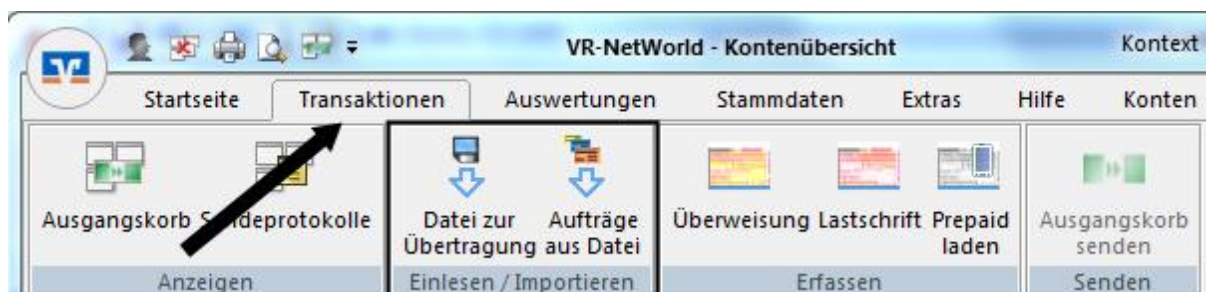 VR-NetWorld - Kontenübersicht
Kontext
Startseite Transaktionen Auswertungen Stammdaten Extras Hilfe Konten
Ausgangskorb
Datei zur Übertragung
Aufträge aus Datei
Überweisung Lastschrift
Prepaid laden
Ausgangskorb senden
Anzeigen Einlesen / Importieren Erfassen Senden